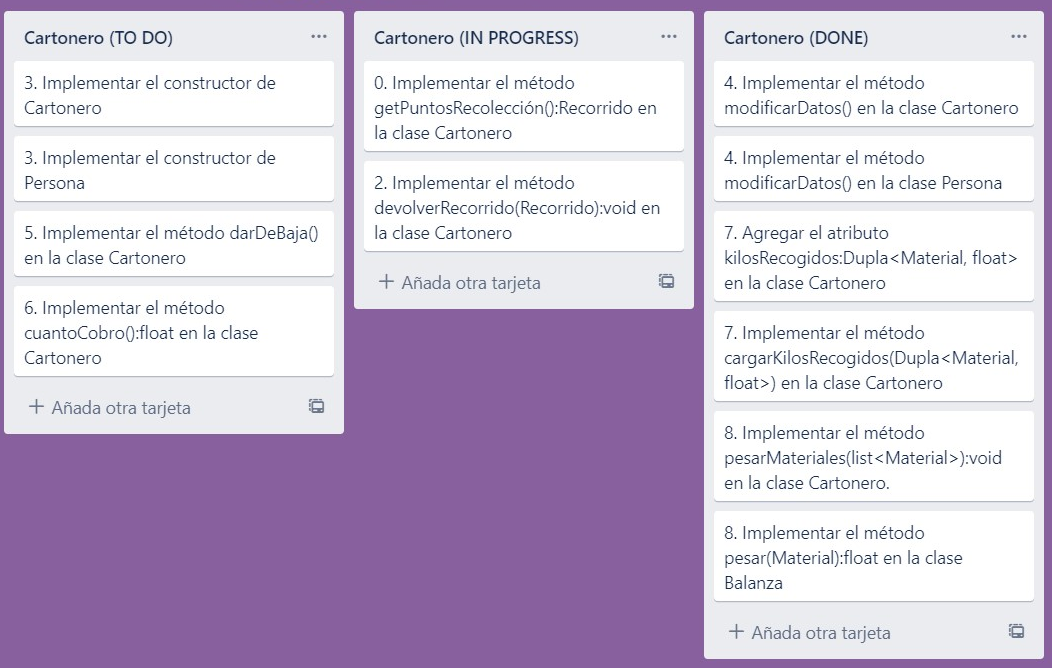 Cartonero (TO DO)
3. Implementar el constructor de
Cartonero
3. Implementar el constructor de
Persona
5. Implementar el método darDeBaja()
en la clase Cartonero
6. Implementar el método
cuantoCobro():float en la clase
Cartonero
+ Añada otra tarjeta
Cartonero (IN PROGRESS)
0. Implementar el método
getPuntosRecolección():Recorrido en
la clase Cartonero
2. Implementar el método
devolverRecorrido(Recorrido):void en
la clase Cartonero
+ Añada otra tarjeta
Cartonero (DONE)
4. Implementar el método
modificarDatos() en la clase Cartonero
4. Implementar el método
modificarDatos() en la clase Persona
7. Agregar el atributo
kilosRecogidos:Dupla<Material, float>
en la clase Cartonero
7. Implementar el método
cargarKilosRecogidos(Dupla<Material,
float>) en la clase Cartonero
8. Implementar el método
pesarMateriales(list<Material>):void
en la clase Cartonero.
8. Implementar el método
pesar(Material):float en la clase
Balanza
+ Añada otra tarjeta